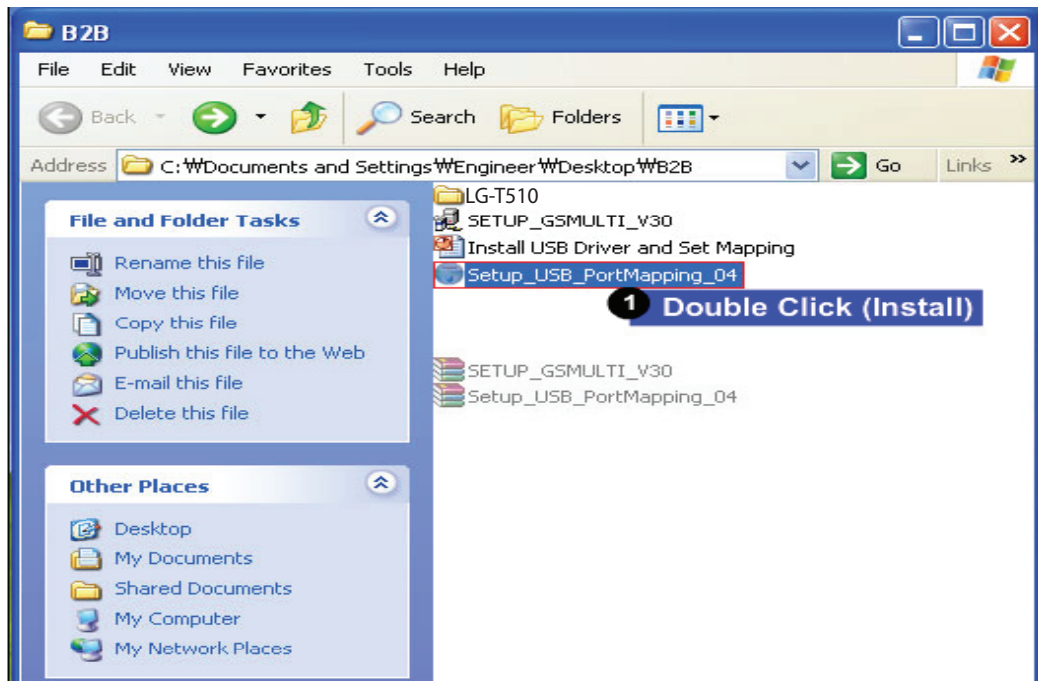 B2B
File Edit View Favorites Tools Help
Back Search Folders
Address C:₩Documents and Settings₩Engineer₩Desktop₩B2B Go Links »
File and Folder Tasks
Rename this file
Move this file
Copy this file
Publish this file to the Web
E-mail this file
Delete this file
Other Places
Desktop
My Documents
Shared Documents
My Computer
My Network Places
LG-T510
SETUP_GSMULTI_V30
Install USB Driver and Set Mapping
Setup_USB_PortMapping_04
1 Double Click (Install)
SETUP_GSMULTI_V30
Setup_USB_PortMapping_04